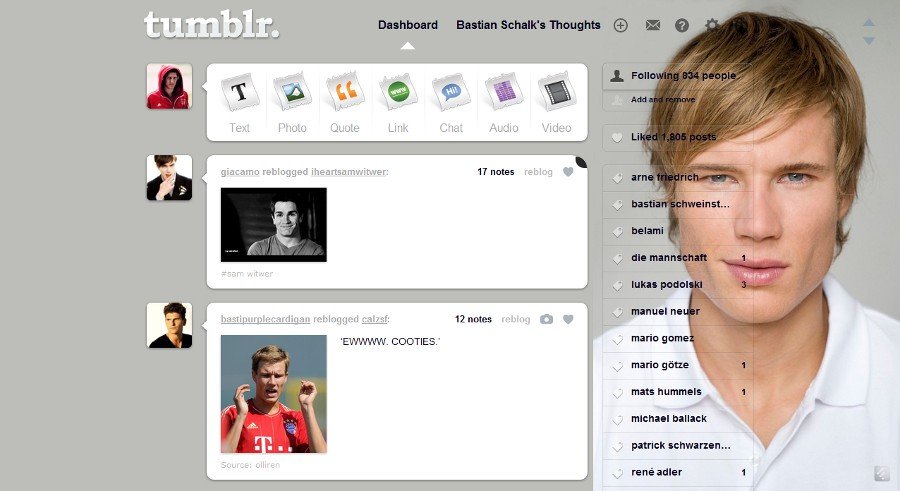 tumblr.
Dashboard
Bastian Schalk's Thoughts
Text
Photo
Quote
Link
Chat
Audio
Video
giacamo reblogged iheartsamwitwer:
17 notes reblog
#sam witwer
bastipurplecardigan reblogged calzsf:
12 notes reblog
'EWWWW. COOTIES.'
Source: olliren
Following 834 people
Add and remove
Liked 1,805 posts
arne friedrich
bastian schweinst...
belami
die mannschaft 1
lukas podolski 3
manuel neuer
mario gomez
mario götze 1
mats hummels 1
michael ballack
patrick schwarzen...
rené adler 1